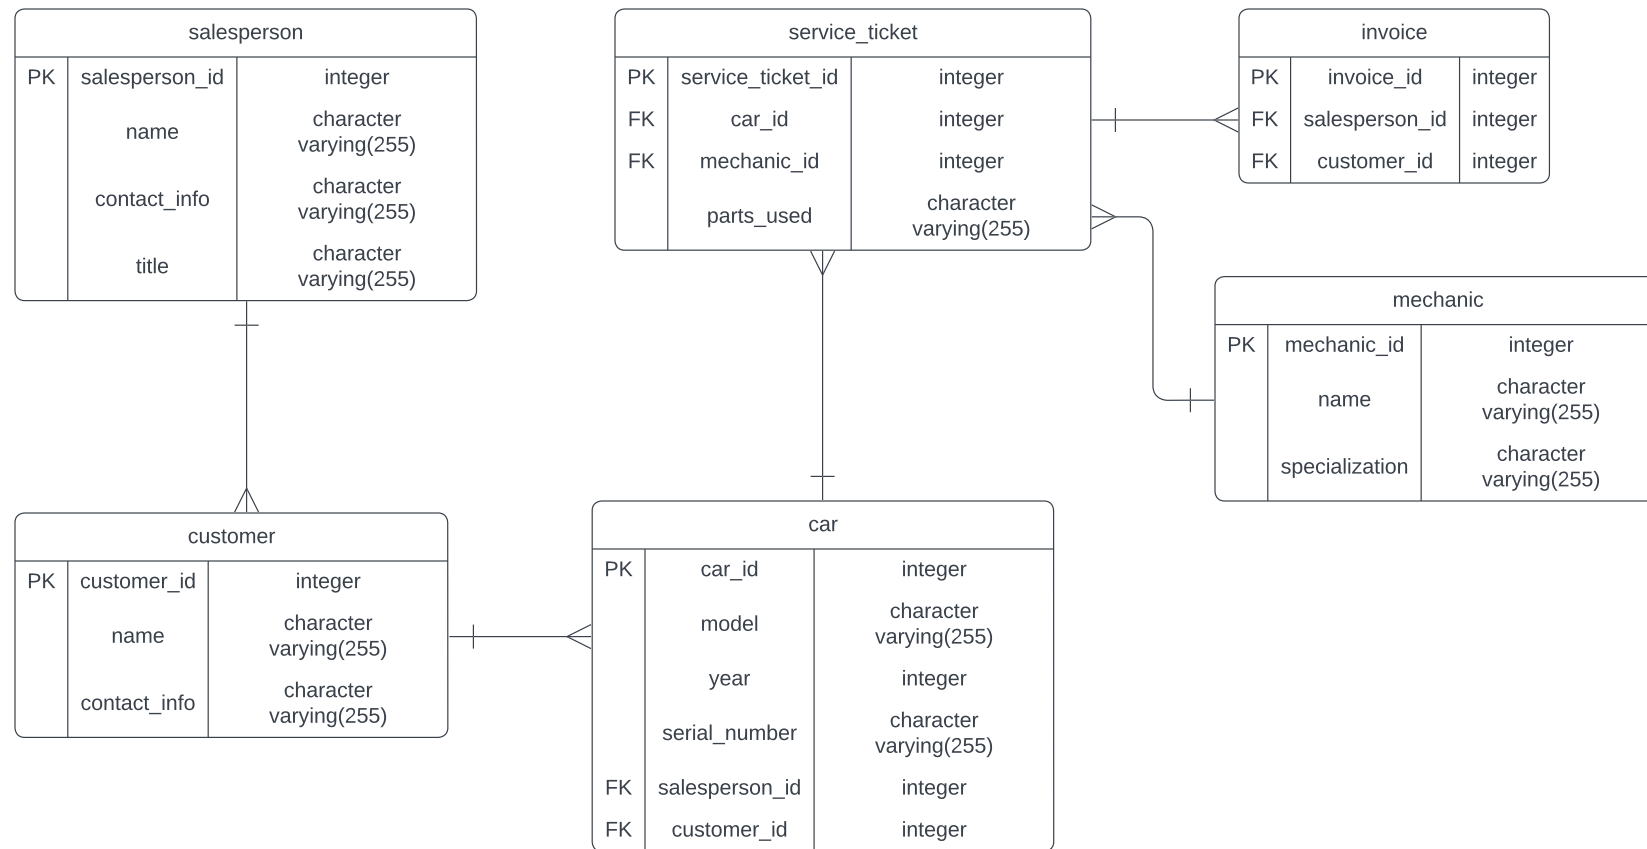 salesperson
PK salesperson_id integer
name character
varying(255)
contact_info character
varying(255)
title character
varying(255)
service_ticket
PK service_ticket_id integer
FK car_id integer
FK mechanic_id integer
parts_used character
varying(255)
invoice
PK invoice_id integer
FK salesperson_id integer
FK customer_id integer
mechanic
PK mechanic_id integer
name character
varying(255)
specialization character
varying(255)
customer
PK customer_id integer
name character
varying(255)
contact_info character
varying(255)
car
PK car_id integer
model character
varying(255)
year integer
serial_number character
varying(255)
FK salesperson_id integer
FK customer_id integer